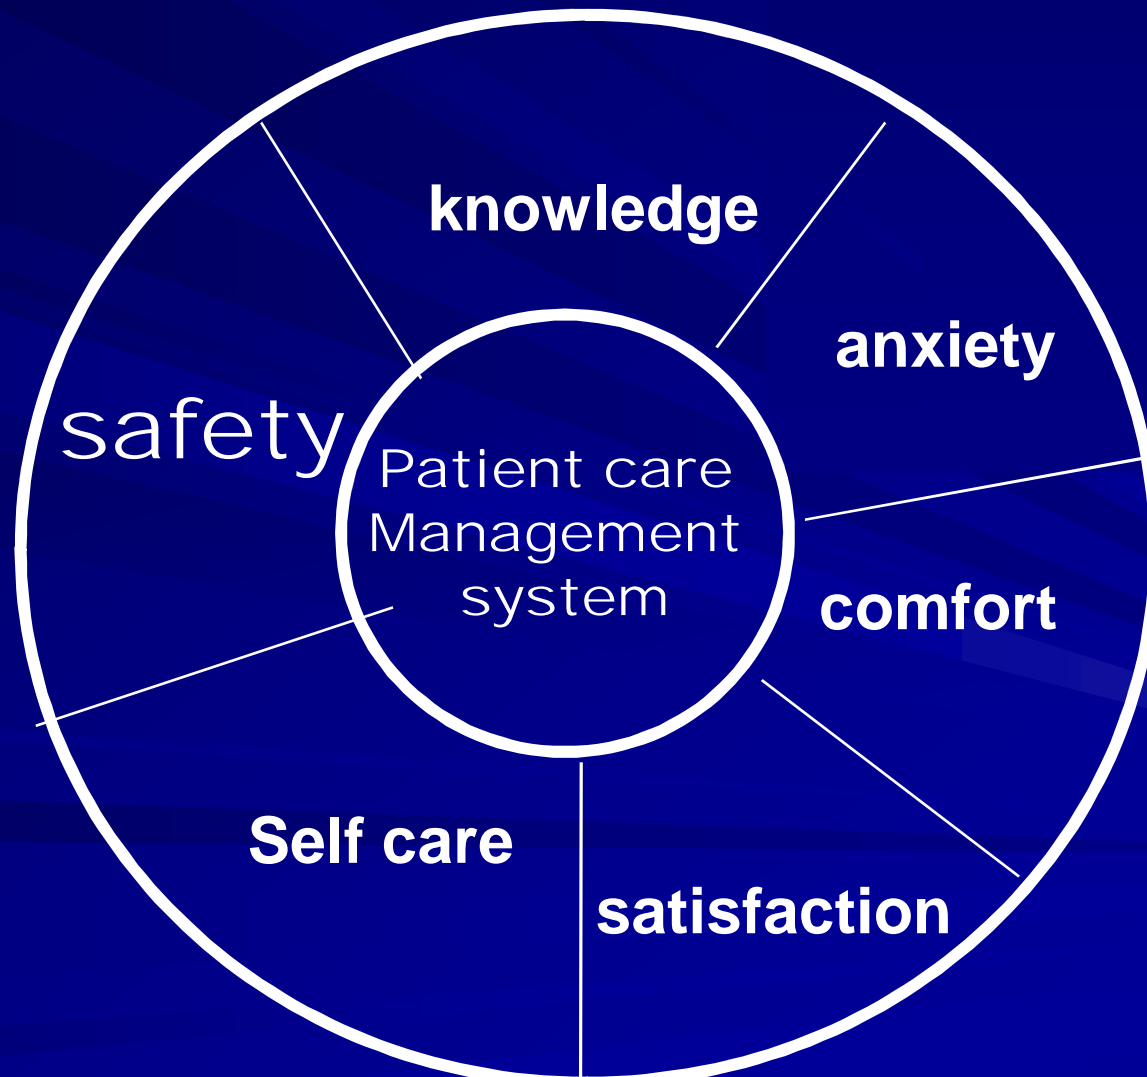 knowledge
anxiety
safety
Patient care
Management
system
comfort
Self care
satisfaction